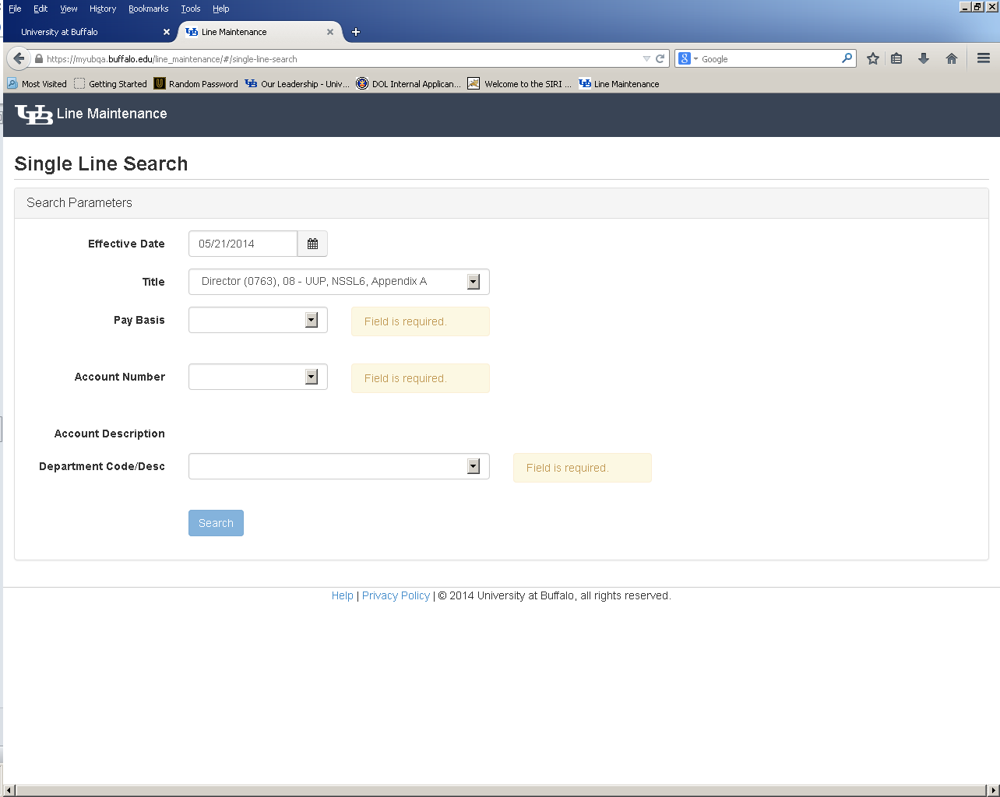 File Edit View History Bookmarks Tools Help
University at Buffalo Line Maintenance
https://myubqa.buffalo.edu/line_maintenance/#/single-line-search Google
Most Visited Getting Started Random Password Our Leadership - Univ... DOL Internal Applican... Welcome to the SIRI ... Line Maintenance
UB Line Maintenance
Single Line Search
Search Parameters
Effective Date 05/21/2014
Title Director (0763), 08 - UUP, NSSL6, Appendix A
Pay Basis Field is required.
Account Number Field is required.
Account Description
Department Code/Desc Field is required.
Search
Help | Privacy Policy | © 2014 University at Buffalo, all rights reserved.